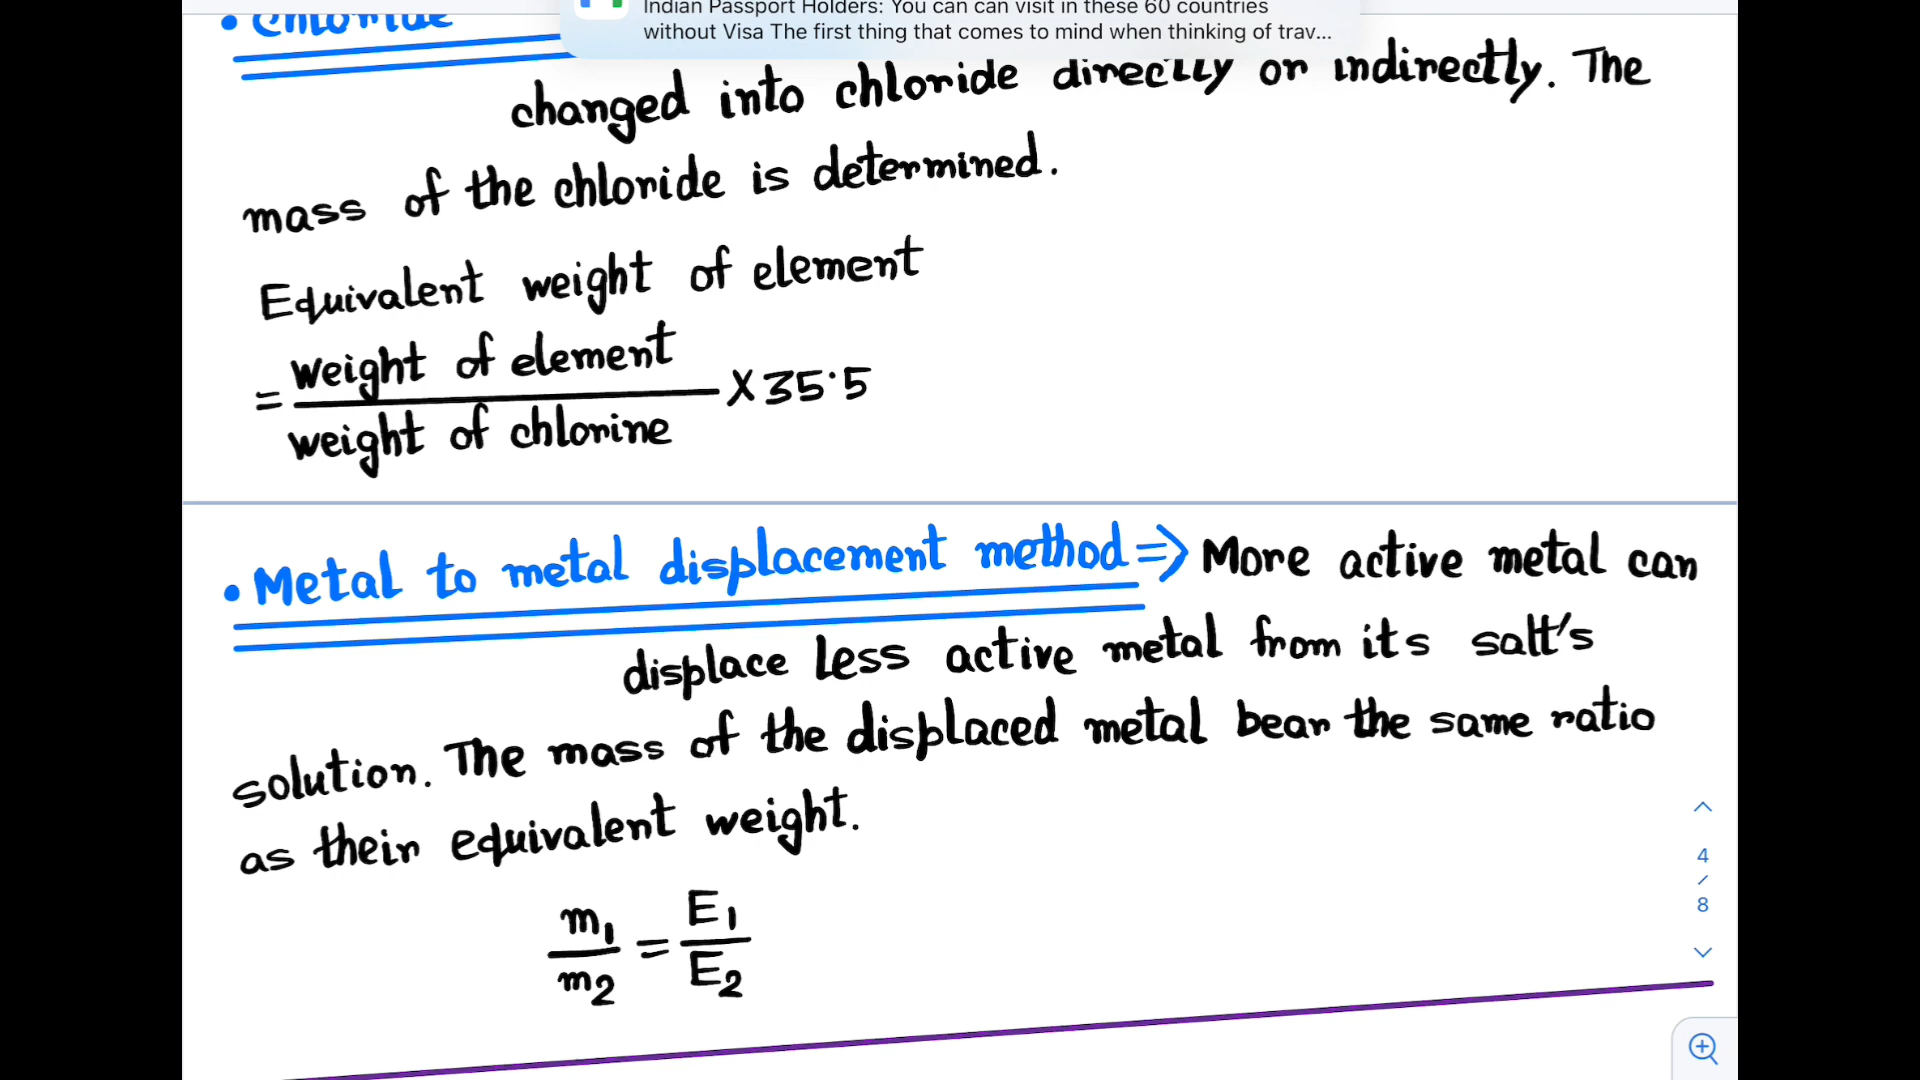 Indian Passport Holders: You can can visit in these 60 countries
without Visa The first thing that comes to mind when thinking of trav...
• Chloride
changed into chloride directly or indirectly. The
mass of the chloride is determined.
Equivalent weight of element
= weight of element
weight of chlorine × 35.5
• Metal to metal displacement method => More active metal can
displace less active metal from its salt's
solution. The mass of the displaced metal bear the same ratio
as their equivalent weight.
m1/m2 = E1/E2
4
/
8